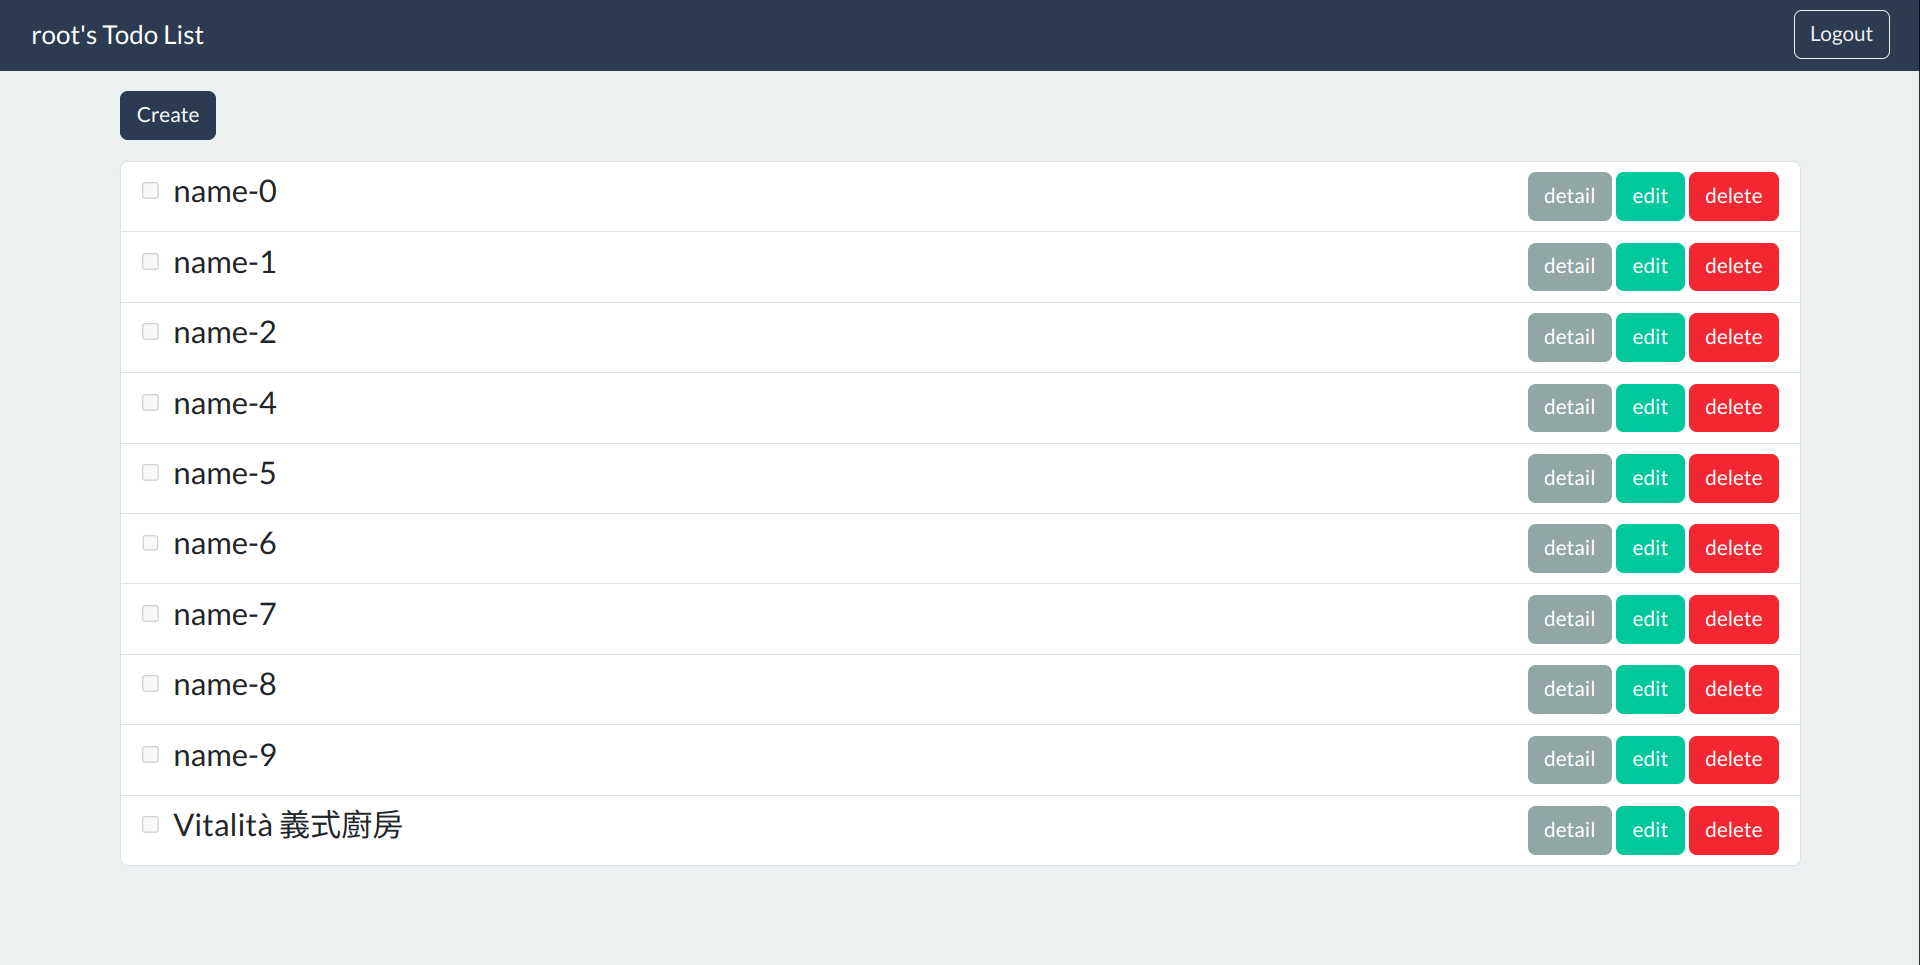 root's Todo List Logout
Create
name-0 detail edit delete
name-1 detail edit delete
name-2 detail edit delete
name-4 detail edit delete
name-5 detail edit delete
name-6 detail edit delete
name-7 detail edit delete
name-8 detail edit delete
name-9 detail edit delete
Vitalità 義式廚房 detail edit delete